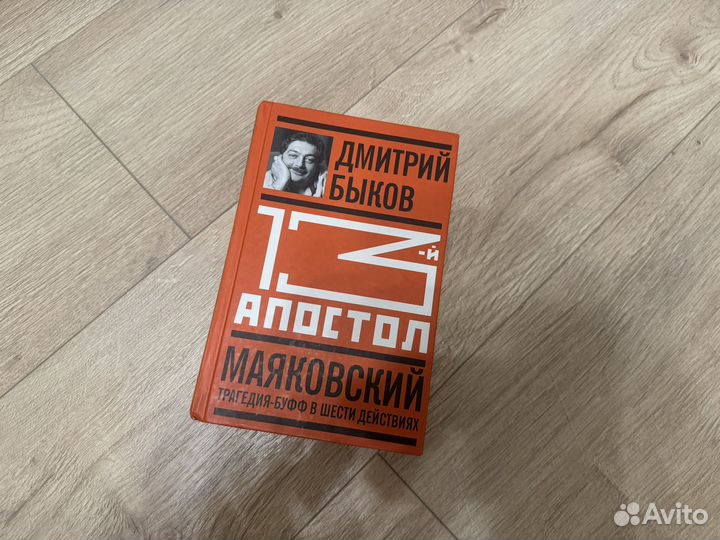 ДМИТРИЙ
БЫКОВ
13-й
АПОСТОЛ
МАЯКОВСКИЙ
ТРАГЕДИЯ-БУФФ В ШЕСТИ ДЕЙСТВИЯХ
Avito